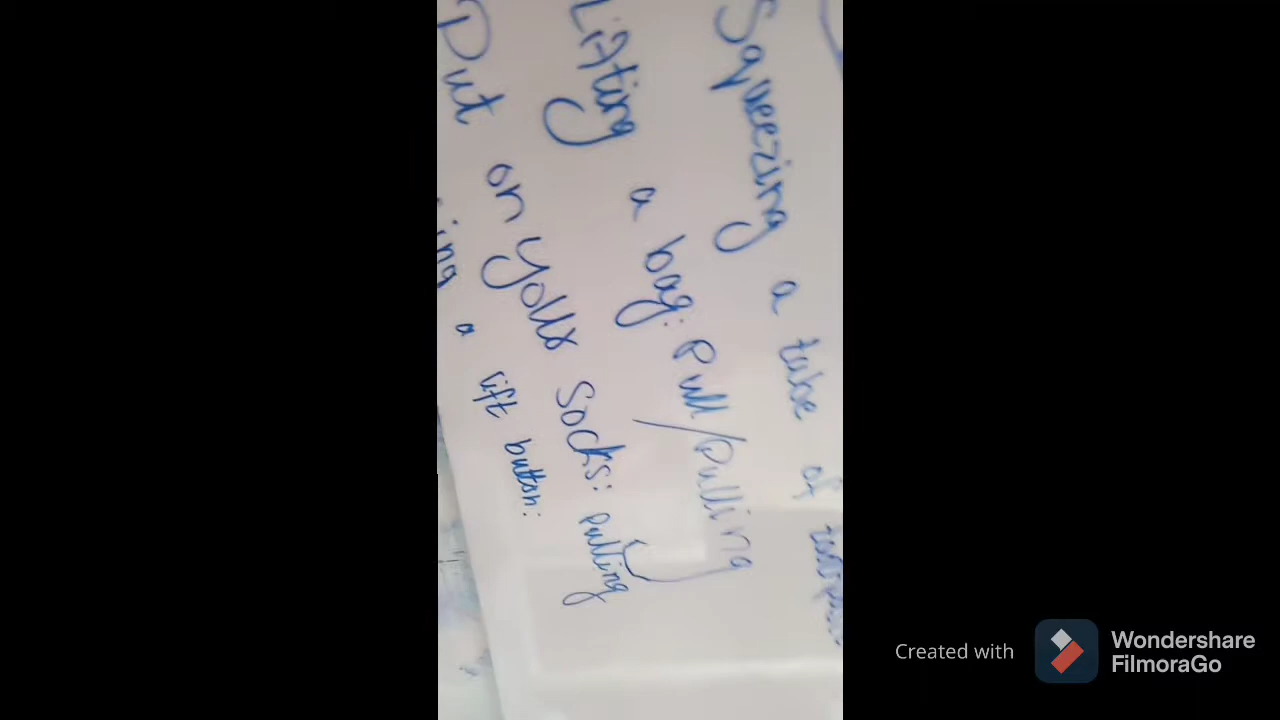 Squeezing a tube of
Lifting a bag: Pull/Pulling
Put on your Socks: Pulling
a lift button:
Created with
Wondershare
FilmoraGo